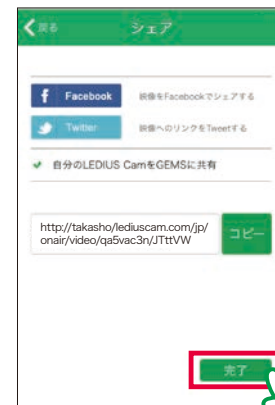 戻る
シェア
Facebook
映像をFacebookでシェアする
Twitter
映像へのリンクをTweetする
自分のLEDIUS CamをGEMSに共有
http://takasho/lediuscam.com/jp/
onair/video/qa5vac3n/JTttVW
コピー
完了